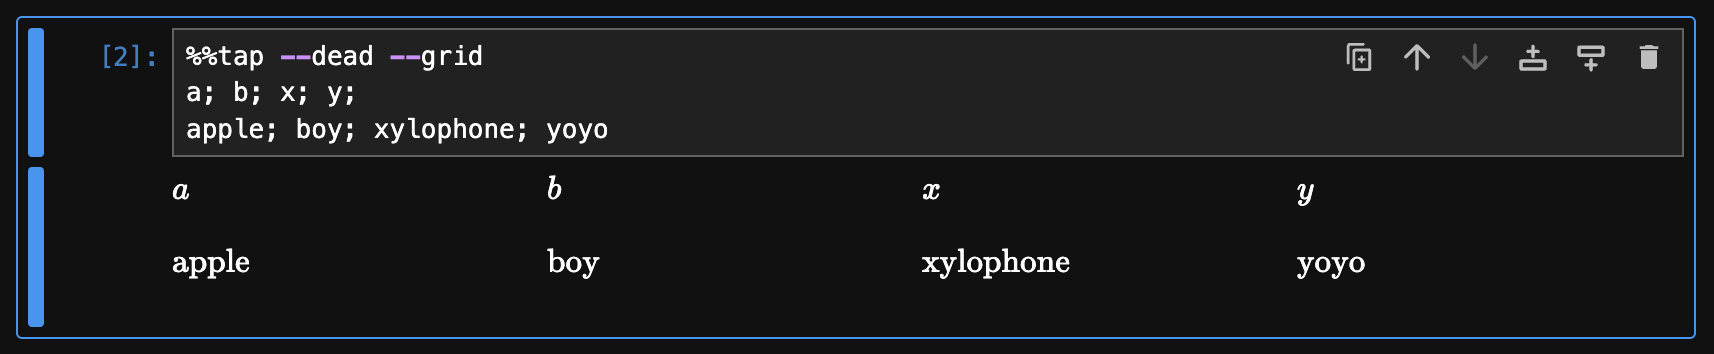 [2]: %%tap --dead --grid
a; b; x; y;
apple; boy; xylophone; yoyo
a b x y
apple boy xylophone yoyo